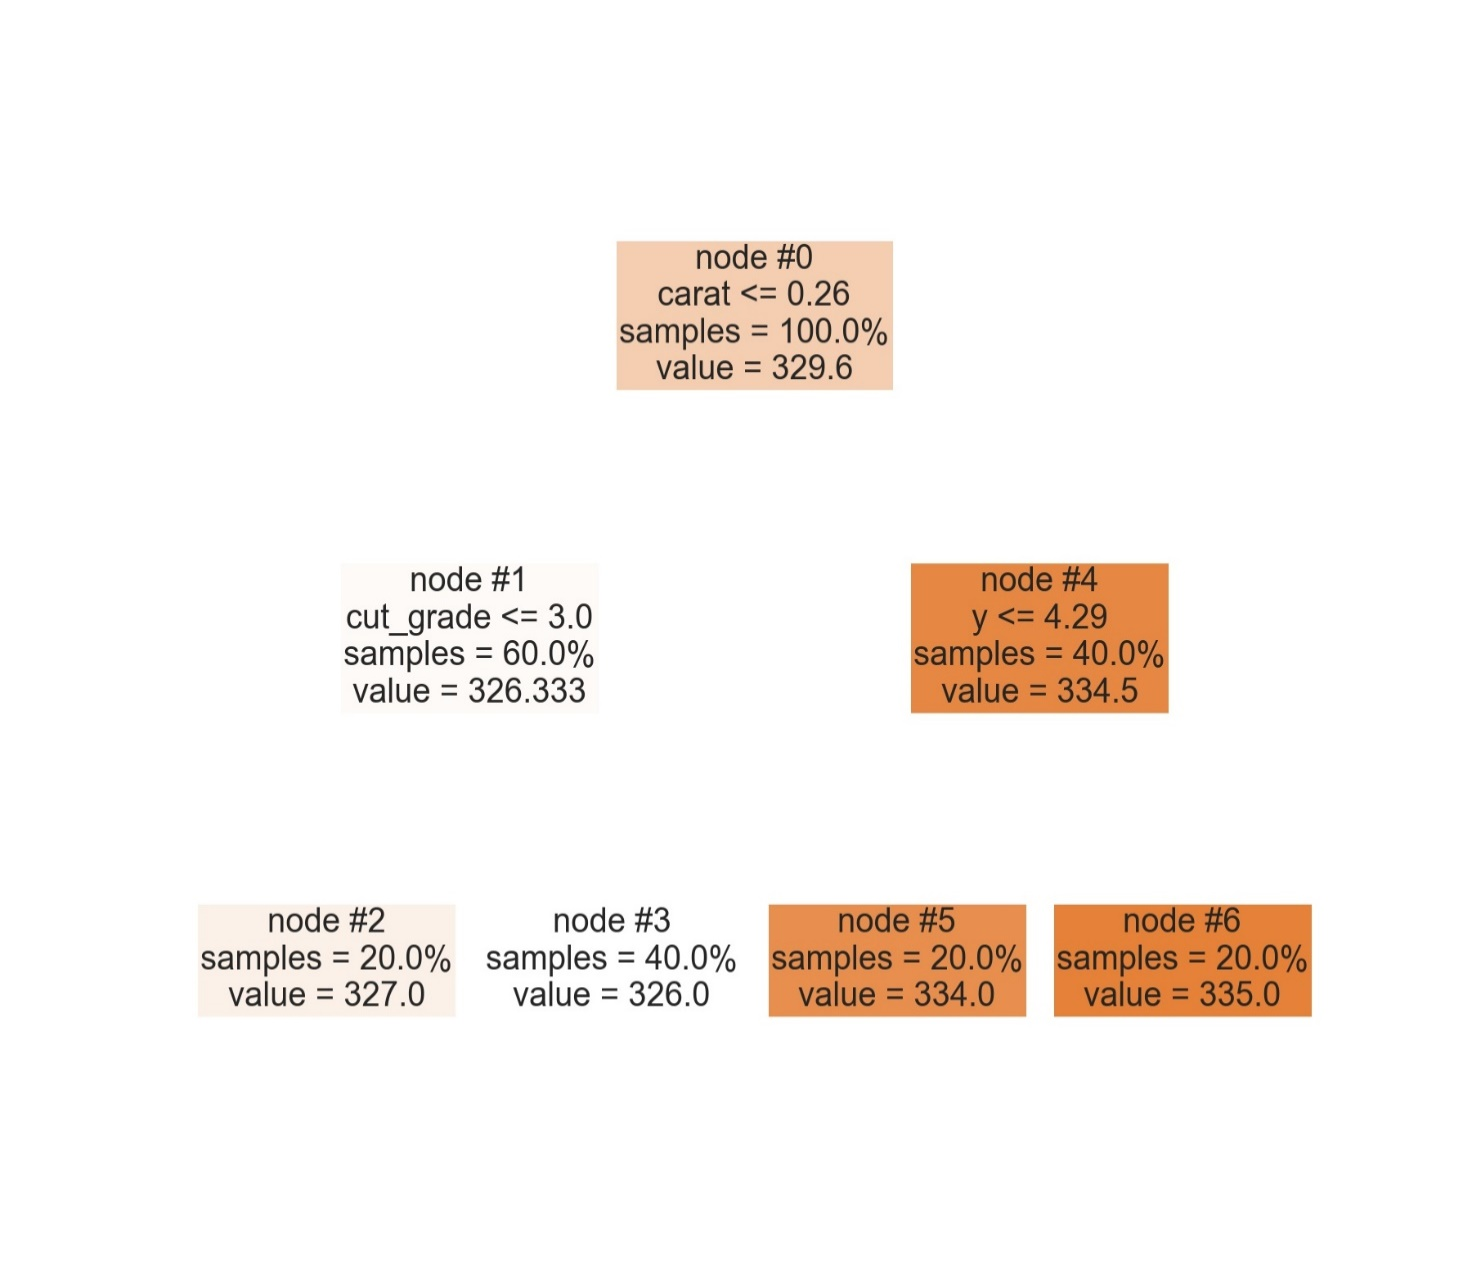 node #0
carat <= 0.26
samples = 100.0%
value = 329.6
node #1
cut_grade <= 3.0
samples = 60.0%
value = 326.333
node #4
y <= 4.29
samples = 40.0%
value = 334.5
node #2
samples = 20.0%
value = 327.0
node #3
samples = 40.0%
value = 326.0
node #5
samples = 20.0%
value = 334.0
node #6
samples = 20.0%
value = 335.0